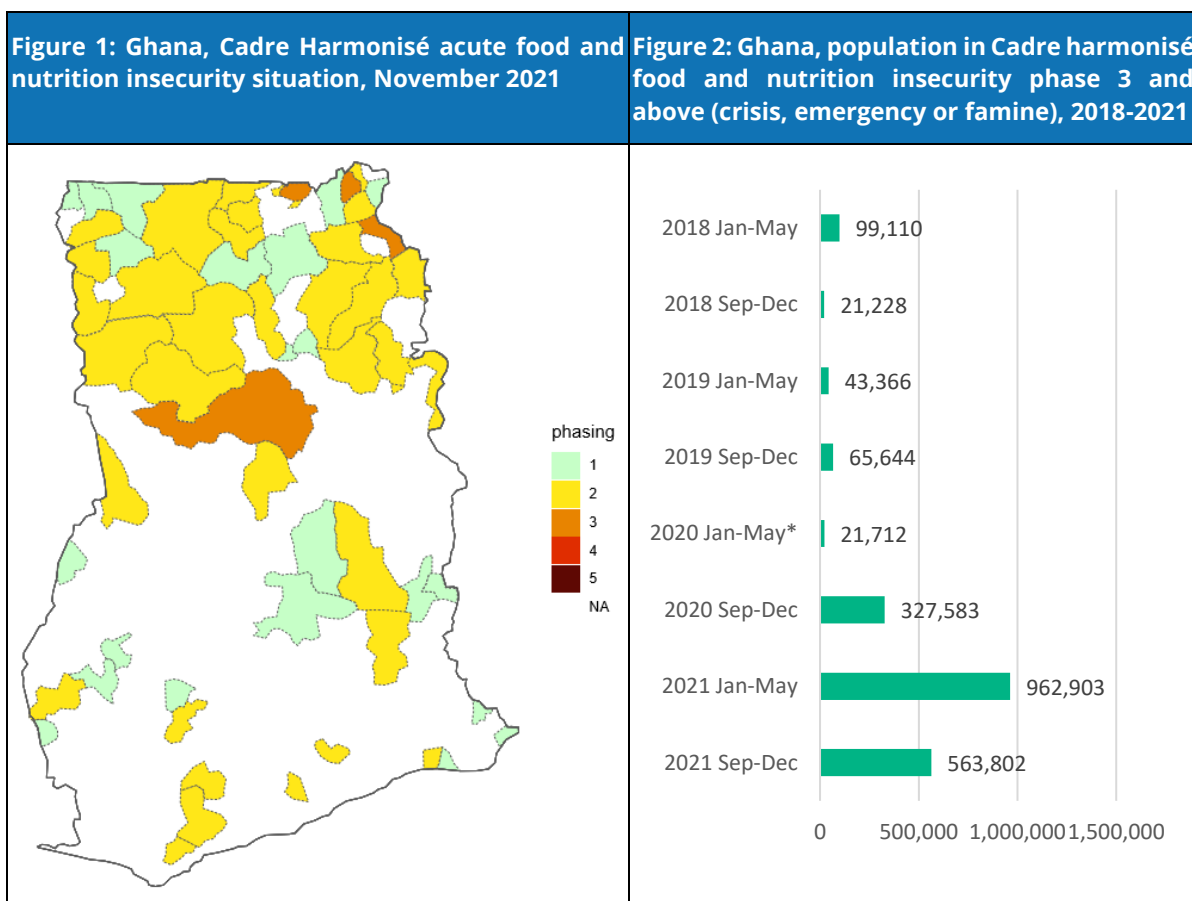 Figure 1: Ghana, Cadre Harmonisé acute food and
nutrition insecurity situation, November 2021
Figure 2: Ghana, population in Cadre harmonisé
food and nutrition insecurity phase 3 and
above (crisis, emergency or famine), 2018-2021
phasing
1
2
3
4
5
NA
2018 Jan-May 99,110
2018 Sep-Dec 21,228
2019 Jan-May 43,366
2019 Sep-Dec 65,644
2020 Jan-May* 21,712
2020 Sep-Dec 327,583
2021 Jan-May 962,903
2021 Sep-Dec 563,802
0 500,000 1,000,000 1,500,000